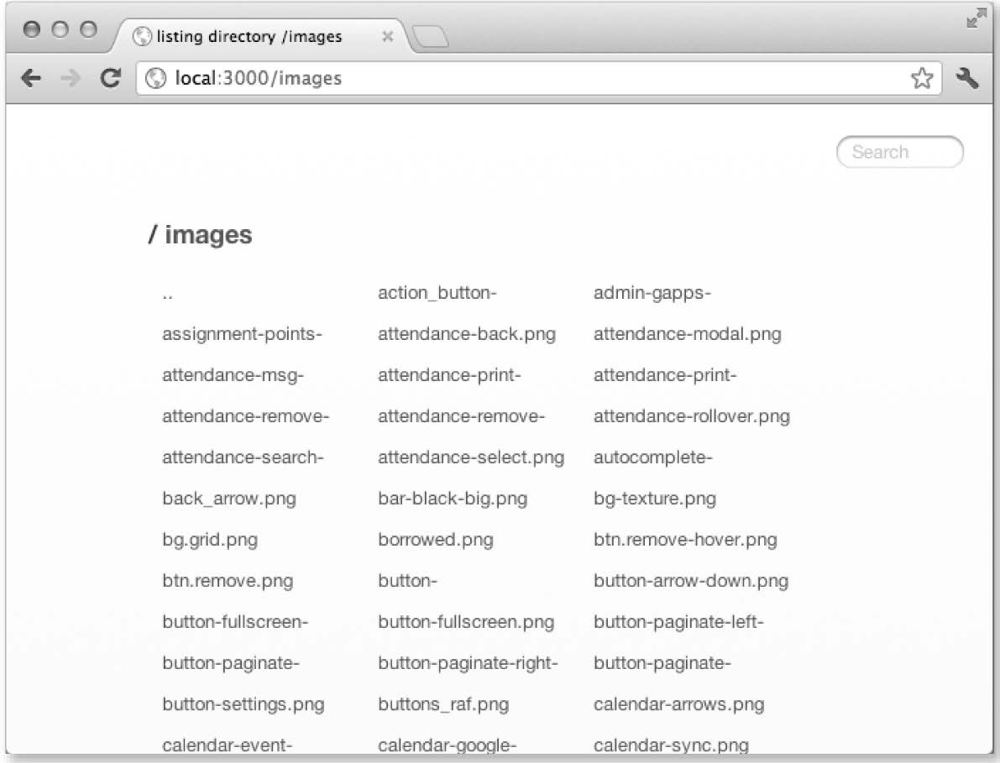 listing directory /images
local:3000/images
Search
/ images
.. action_button- admin-gapps-
assignment-points- attendance-back.png attendance-modal.png
attendance-msg- attendance-print- attendance-print-
attendance-remove- attendance-remove- attendance-rollover.png
attendance-search- attendance-select.png autocomplete-
back_arrow.png bar-black-big.png bg-texture.png
bg.grid.png borrowed.png btn.remove-hover.png
btn.remove.png button- button-arrow-down.png
button-fullscreen- button-fullscreen.png button-paginate-left-
button-paginate- button-paginate-right- button-paginate-
button-settings.png buttons_raf.png calendar-arrows.png
calendar-event- calendar-google- calendar-sync.png